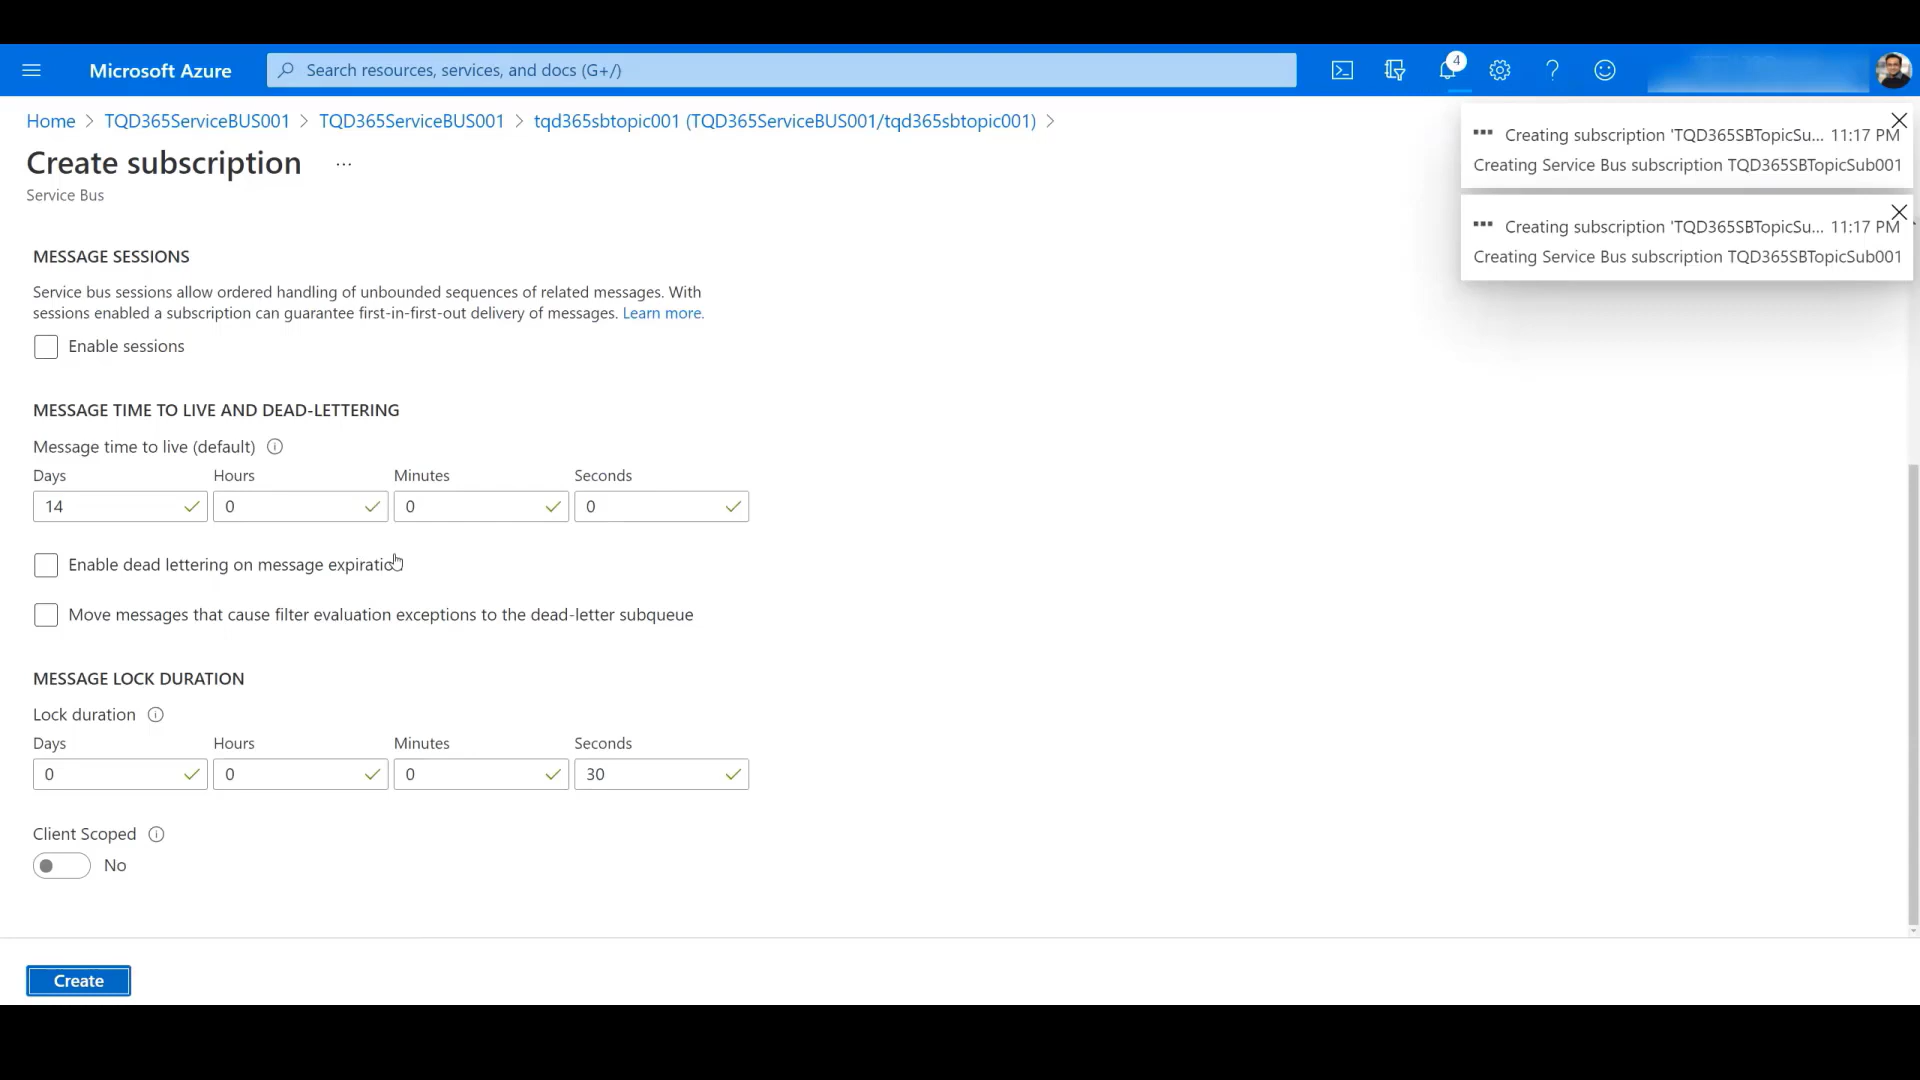 Microsoft Azure
Search resources, services, and docs (G+/)
4
Home > TQD365ServiceBUS001 > TQD365ServiceBUS001 > tqd365sbtopic001 (TQD365ServiceBUS001/tqd365sbtopic001) >
Create subscription ...
Service Bus
Creating subscription 'TQD365SBTopicSu... 11:17 PM
Creating Service Bus subscription TQD365SBTopicSub001
Creating subscription 'TQD365SBTopicSu... 11:17 PM
Creating Service Bus subscription TQD365SBTopicSub001
MESSAGE SESSIONS
Service bus sessions allow ordered handling of unbounded sequences of related messages. With
sessions enabled a subscription can guarantee first-in-first-out delivery of messages. Learn more.
Enable sessions
MESSAGE TIME TO LIVE AND DEAD-LETTERING
Message time to live (default)
Days Hours Minutes Seconds
14 0 0 0
Enable dead lettering on message expiration
Move messages that cause filter evaluation exceptions to the dead-letter subqueue
MESSAGE LOCK DURATION
Lock duration
Days Hours Minutes Seconds
0 0 0 30
Client Scoped
No
Create